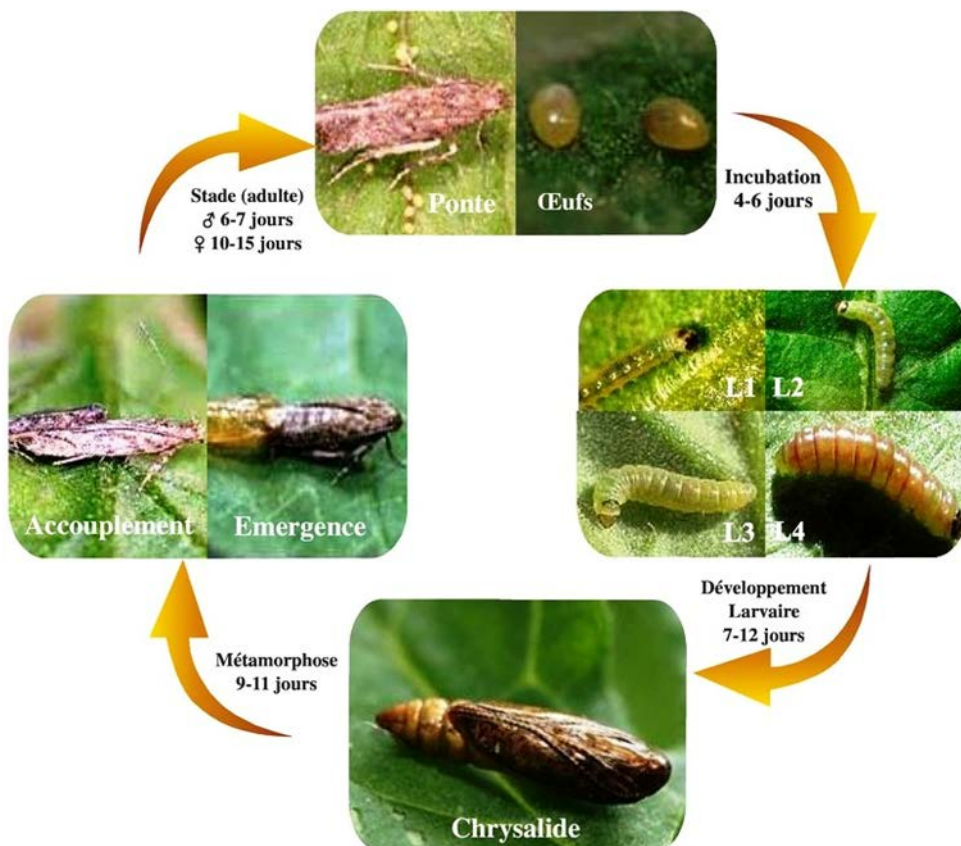 Ponte
Œufs
Incubation
4-6 jours
L1
L2
L3
L4
Développement
Larvaire
7-12 jours
Chrysalide
Métamorphose
9-11 jours
Accouplement
Emergence
Stade (adulte)
♂ 6-7 jours
♀ 10-15 jours